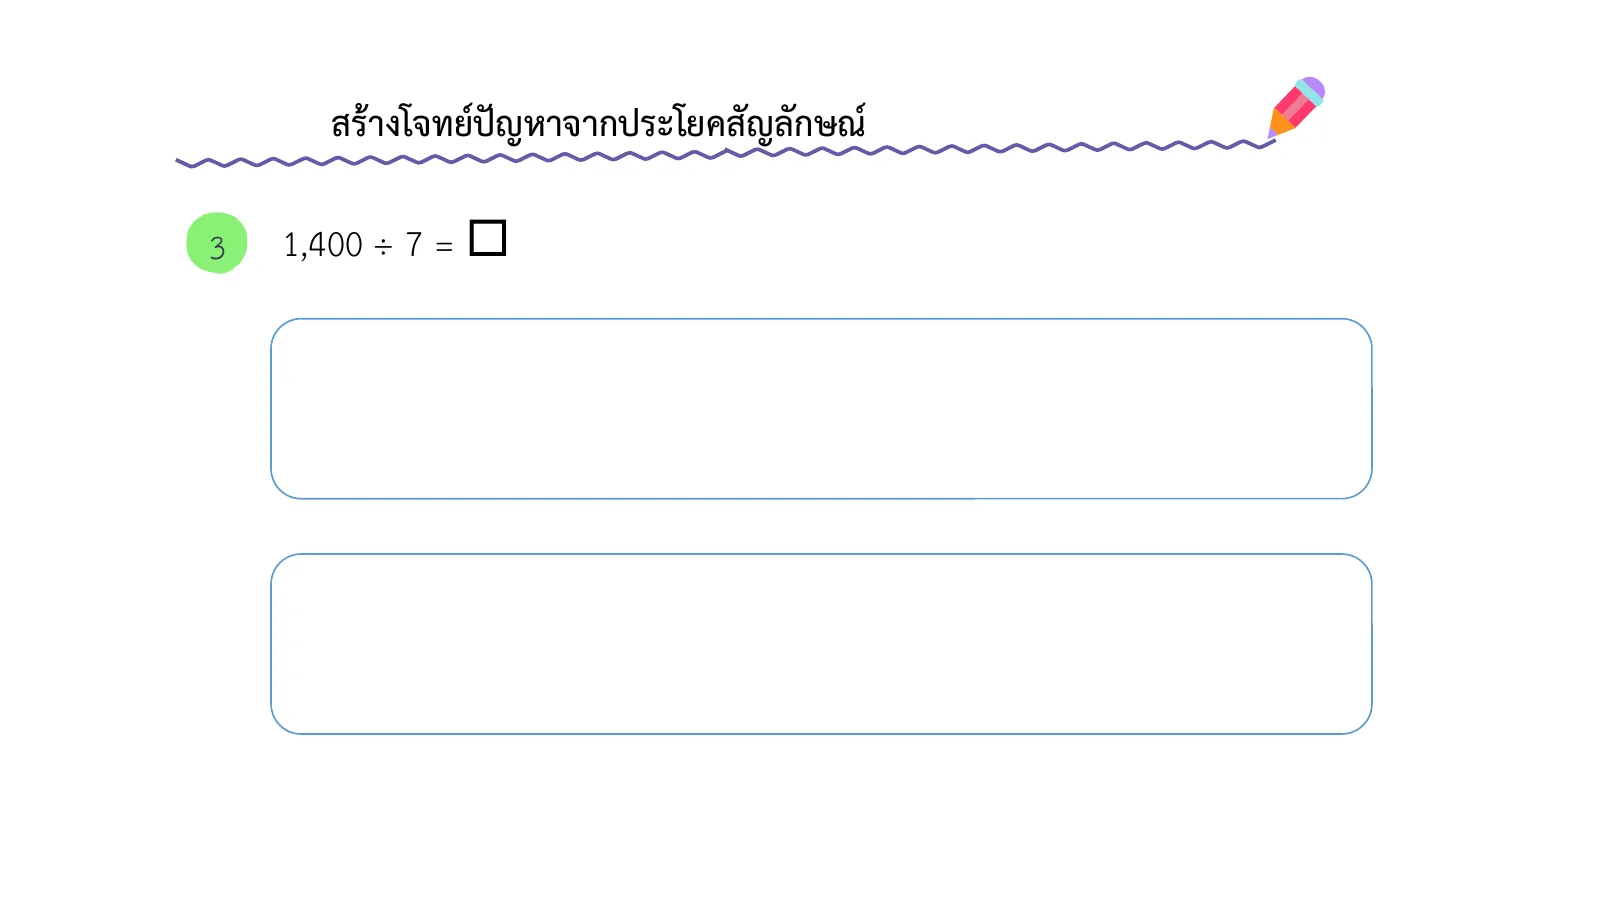 สร้างโจทย์ปัญหาจากประโยคสัญลักษณ์
3 1,400 ÷ 7 = □